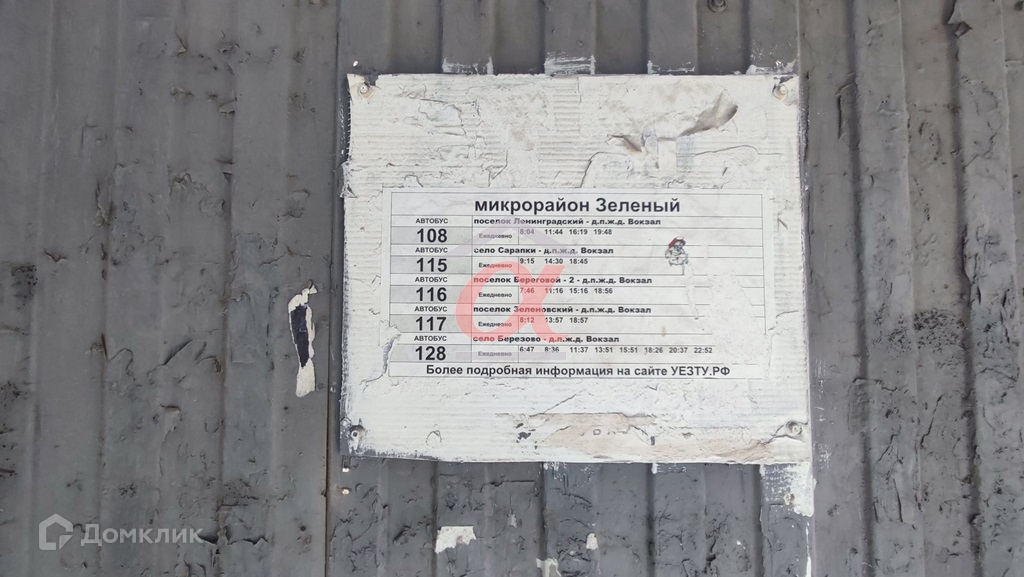 микрорайон Зеленый
АВТОБУС поселок Ленинградский - д.п.ж.д. Вокзал
108 Ежедневно 8:04 11:44 16:19 19:48
АВТОБУС село Сарапки - д.п.ж.д. Вокзал
115 Ежедневно 9:15 14:30 18:45
АВТОБУС поселок Береговой - 2 - д.п.ж.д. Вокзал
116 Ежедневно 7:46 11:16 15:16 18:56
АВТОБУС поселок Зеленовский - д.п.ж.д. Вокзал
117 Ежедневно 8:12 13:57 18:57
АВТОБУС село Березово - д.п.ж.д. Вокзал
128 Ежедневно 6:47 8:36 11:37 13:51 15:51 18:26 20:37 22:52
Более подробная информация на сайте УЕЗТУ.РФ
Домклик